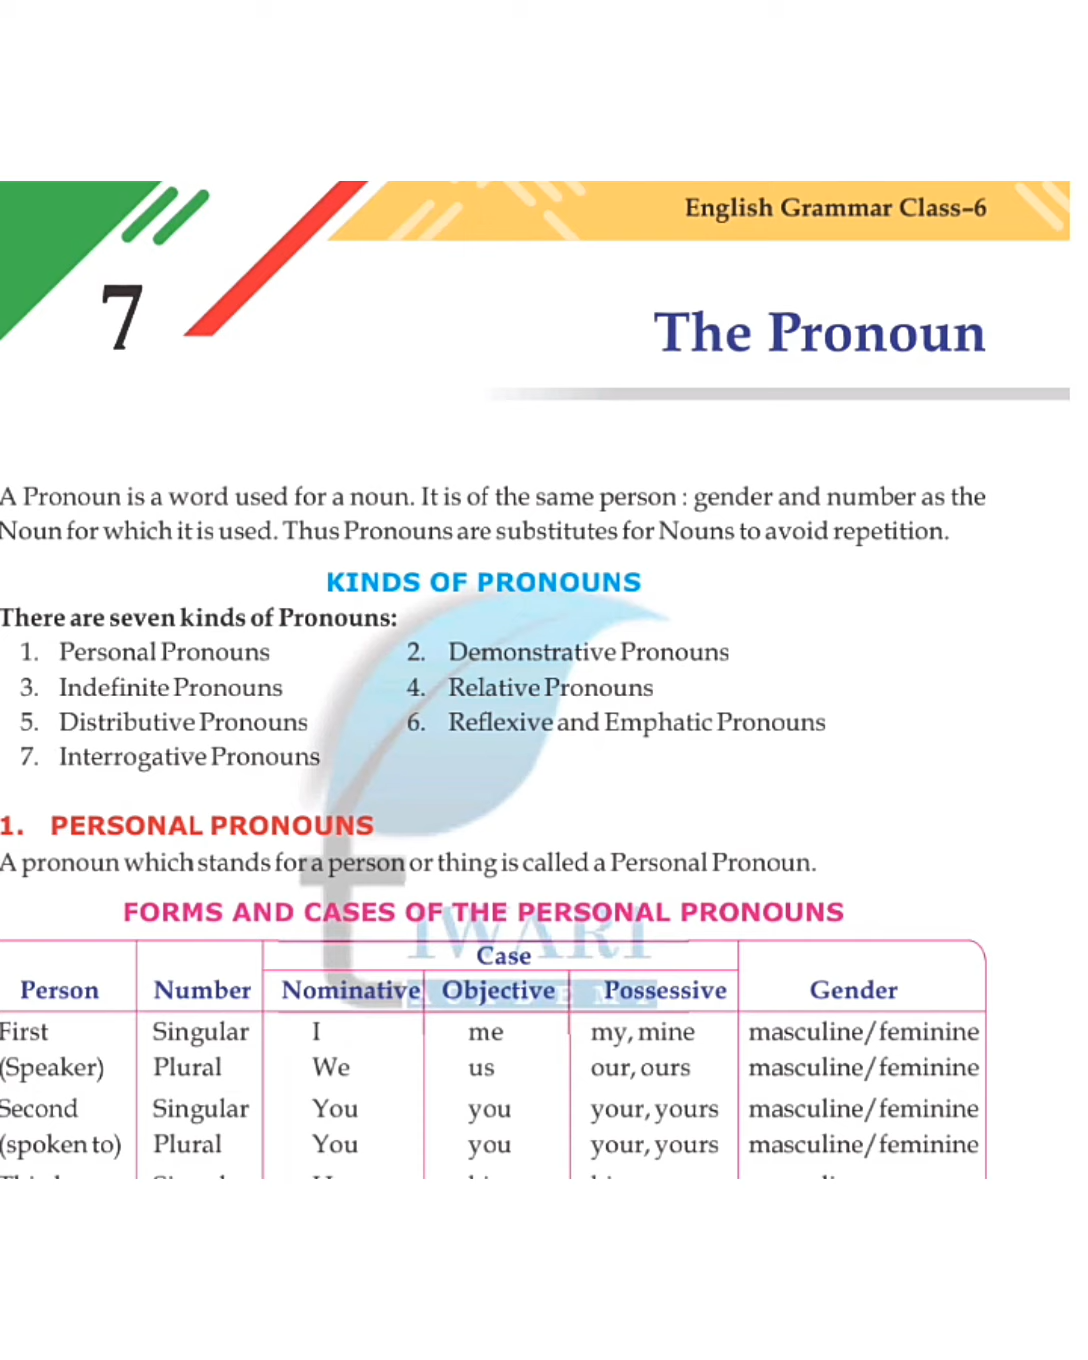 English Grammar Class–6
7
The Pronoun
A Pronoun is a word used for a noun. It is of the same person : gender and number as the
Noun for which it is used. Thus Pronouns are substitutes for Nouns to avoid repetition.
KINDS OF PRONOUNS
There are seven kinds of Pronouns:
1. Personal Pronouns 2. Demonstrative Pronouns
3. Indefinite Pronouns 4. Relative Pronouns
5. Distributive Pronouns 6. Reflexive and Emphatic Pronouns
7. Interrogative Pronouns
1. PERSONAL PRONOUNS
A pronoun which stands for a person or thing is called a Personal Pronoun.
FORMS AND CASES OF THE PERSONAL PRONOUNS
TIWARI
ACADEMY
Case
Person Number Nominative Objective Possessive Gender
First Singular I me my, mine masculine/feminine
(Speaker) Plural We us our, ours masculine/feminine
Second Singular You you your, yours masculine/feminine
(spoken to) Plural You you your, yours masculine/feminine